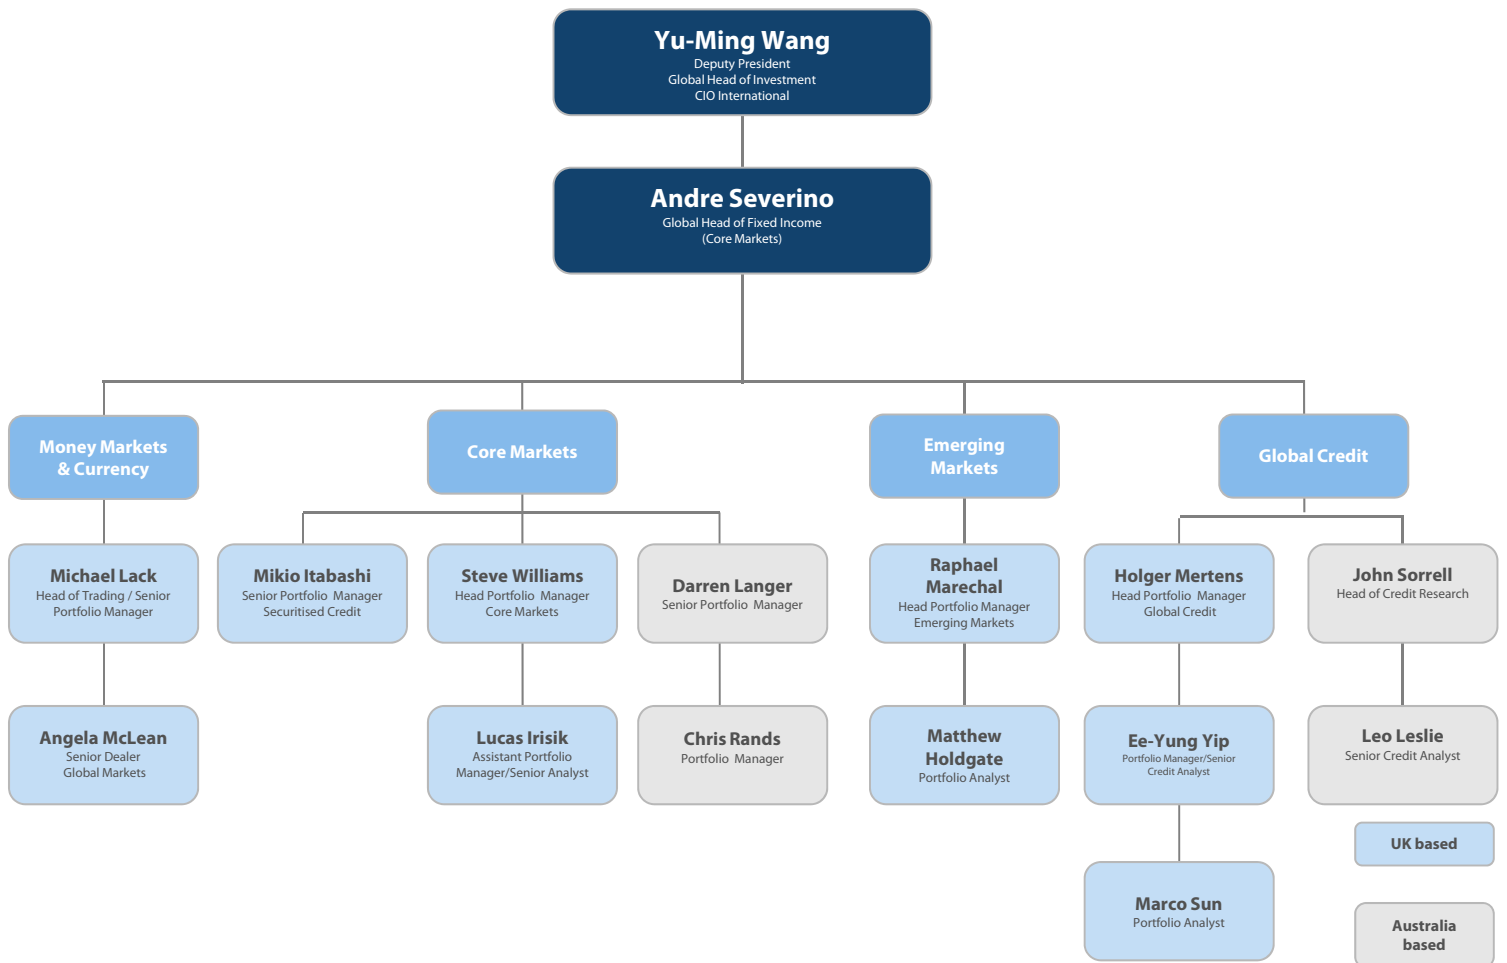 Yu-Ming Wang
Deputy President
Global Head of Investment
CIO International
Andre Severino
Global Head of Fixed Income
(Core Markets)
Money Markets
& Currency
Core Markets
Emerging
Markets
Global Credit
Michael Lack
Head of Trading / Senior
Portfolio Manager
Mikio Itabashi
Senior Portfolio Manager
Securitised Credit
Steve Williams
Head Portfolio Manager
Core Markets
Darren Langer
Senior Portfolio Manager
Raphael
Marechal
Head Portfolio Manager
Emerging Markets
Holger Mertens
Head Portfolio Manager
Global Credit
John Sorrell
Head of Credit Research
Angela McLean
Senior Dealer
Global Markets
Lucas Irisik
Assistant Portfolio
Manager/Senior Analyst
Chris Rands
Portfolio Manager
Matthew
Holdgate
Portfolio Analyst
Ee-Yung Yip
Portfolio Manager/Senior
Credit Analyst
Leo Leslie
Senior Credit Analyst
UK based
Marco Sun
Portfolio Analyst
Australia
based